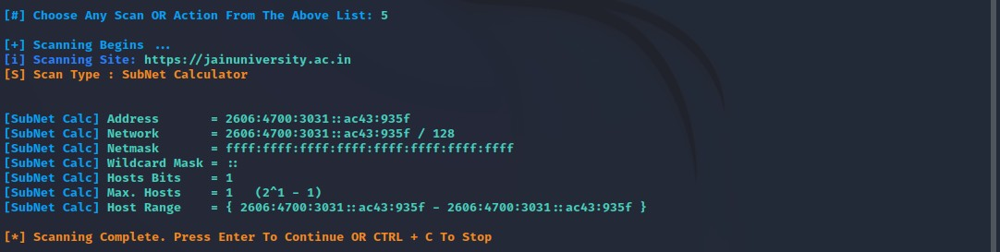 [#] Choose Any Scan OR Action From The Above List: 5
[+] Scanning Begins ...
[i] Scanning Site: https://jainuniversity.ac.in
[S] Scan Type : SubNet Calculator
[SubNet Calc] Address       = 2606:4700:3031::ac43:935f
[SubNet Calc] Network       = 2606:4700:3031::ac43:935f / 128
[SubNet Calc] Netmask       = ffff:ffff:ffff:ffff:ffff:ffff:ffff:ffff
[SubNet Calc] Wildcard Mask = ::
[SubNet Calc] Hosts Bits    = 1
[SubNet Calc] Max. Hosts    = 1   (2^1 - 1)
[SubNet Calc] Host Range    = { 2606:4700:3031::ac43:935f - 2606:4700:3031::ac43:935f }
[*] Scanning Complete. Press Enter To Continue OR CTRL + C To Stop